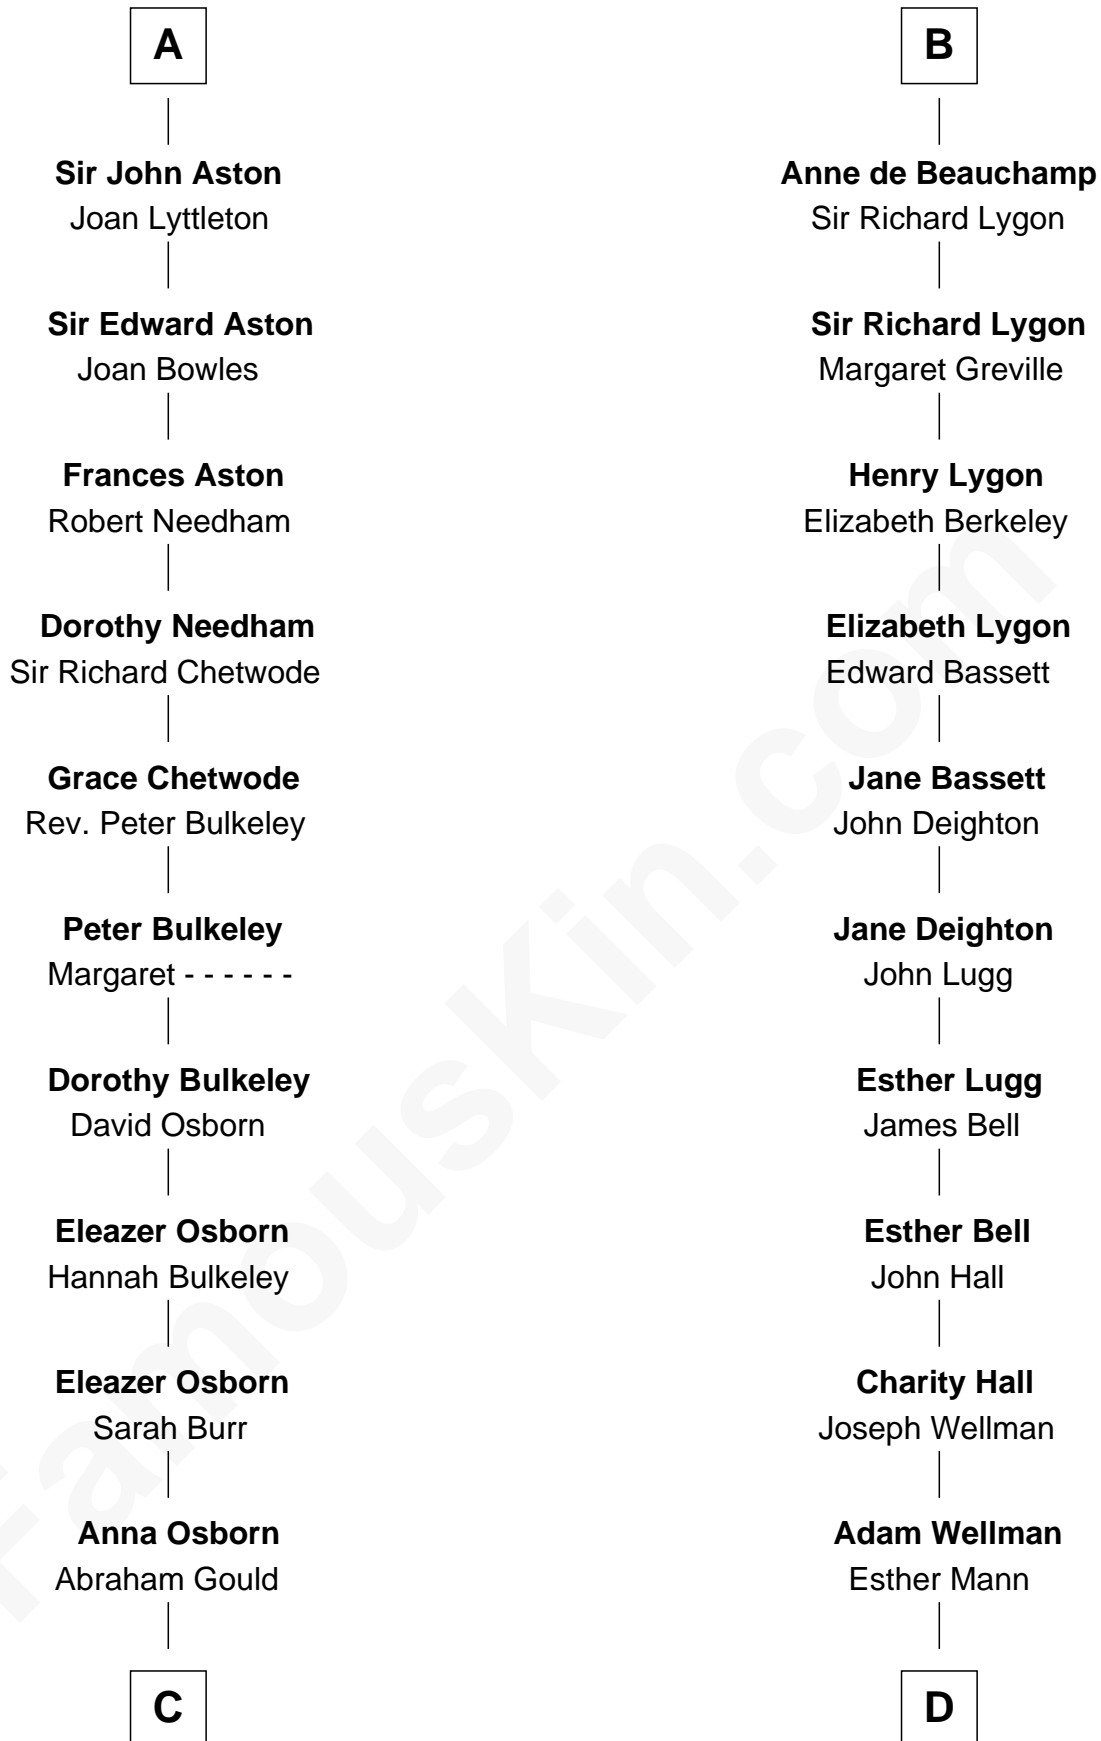 A
Sir John Aston
Joan Lyttleton
Sir Edward Aston
Joan Bowles
Frances Aston
Robert Needham
Dorothy Needham
Sir Richard Chetwode
Grace Chetwode
Rev. Peter Bulkeley
Peter Bulkeley
Margaret - - - - - -
Dorothy Bulkeley
David Osborn
Eleazer Osborn
Hannah Bulkeley
Eleazer Osborn
Sarah Burr
Anna Osborn
Abraham Gould
C
B
Anne de Beauchamp
Sir Richard Lygon
Sir Richard Lygon
Margaret Greville
Henry Lygon
Elizabeth Berkeley
Elizabeth Lygon
Edward Bassett
Jane Bassett
John Deighton
Jane Deighton
John Lugg
Esther Lugg
James Bell
Esther Bell
John Hall
Charity Hall
Joseph Wellman
Adam Wellman
Esther Mann
D
FamousKin.com